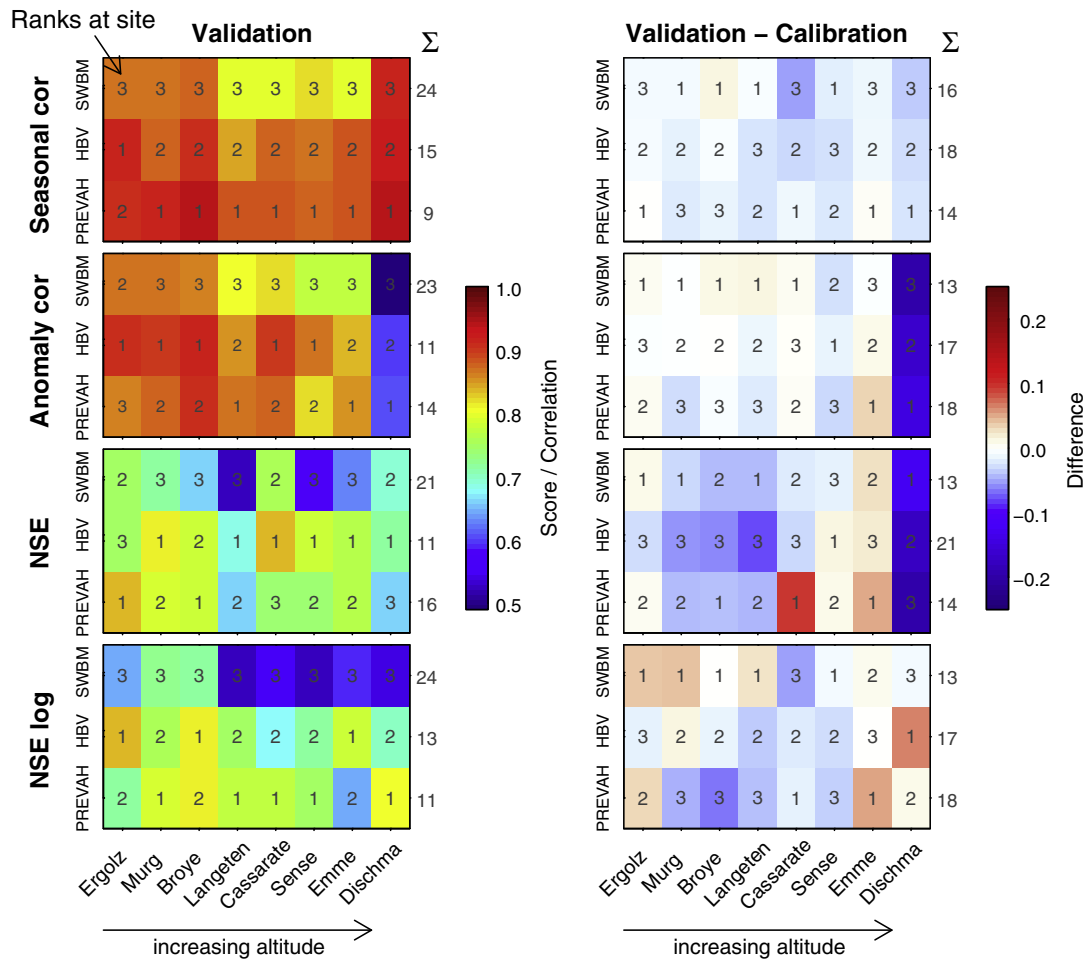 Ranks at site
Validation Σ
Validation − Calibration Σ
Seasonal cor
SWBM 3 3 3 3 3 3 3 3 24
HBV 1 2 2 2 2 2 2 2 15
PREVAH 2 1 1 1 1 1 1 1 9
SWBM 3 1 1 1 3 1 3 3 16
HBV 2 2 2 3 2 3 2 2 18
PREVAH 1 3 3 2 1 2 1 1 14
Anomaly cor
SWBM 2 3 3 3 3 3 3 3 23
HBV 1 1 1 2 1 1 2 2 11
PREVAH 3 2 2 1 2 2 1 1 14
SWBM 1 1 1 1 1 2 3 3 13
HBV 3 2 2 2 3 1 2 2 17
PREVAH 2 3 3 3 2 3 1 1 18
NSE
SWBM 2 3 3 3 2 3 3 2 21
HBV 3 1 2 1 1 1 1 1 11
PREVAH 1 2 1 2 3 2 2 3 16
SWBM 1 1 2 1 2 3 2 1 13
HBV 3 3 3 3 3 1 3 2 21
PREVAH 2 2 1 2 1 2 1 3 14
NSE log
SWBM 3 3 3 3 3 3 3 3 24
HBV 1 2 1 2 2 2 1 2 13
PREVAH 2 1 2 1 1 1 2 1 11
SWBM 1 1 1 1 3 1 2 3 13
HBV 3 2 2 2 2 2 3 1 17
PREVAH 2 3 3 3 1 3 1 2 18
1.0
0.9
0.8
0.7
0.6
0.5
Score / Correlation
0.2
0.1
0.0
−0.1
−0.2
Difference
Ergolz Murg Broye Langeten Cassarate Sense Emme Dischma
increasing altitude
Ergolz Murg Broye Langeten Cassarate Sense Emme Dischma
increasing altitude